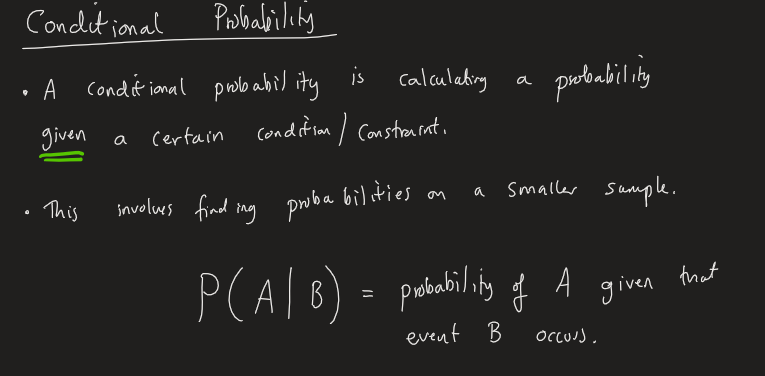 Conditional Probability
• A conditional probability is calculating a probability
given a certain condition / constraint.
• This involves finding probabilities on a smaller sample.
P(A|B) = probability of A given that
event B occurs.